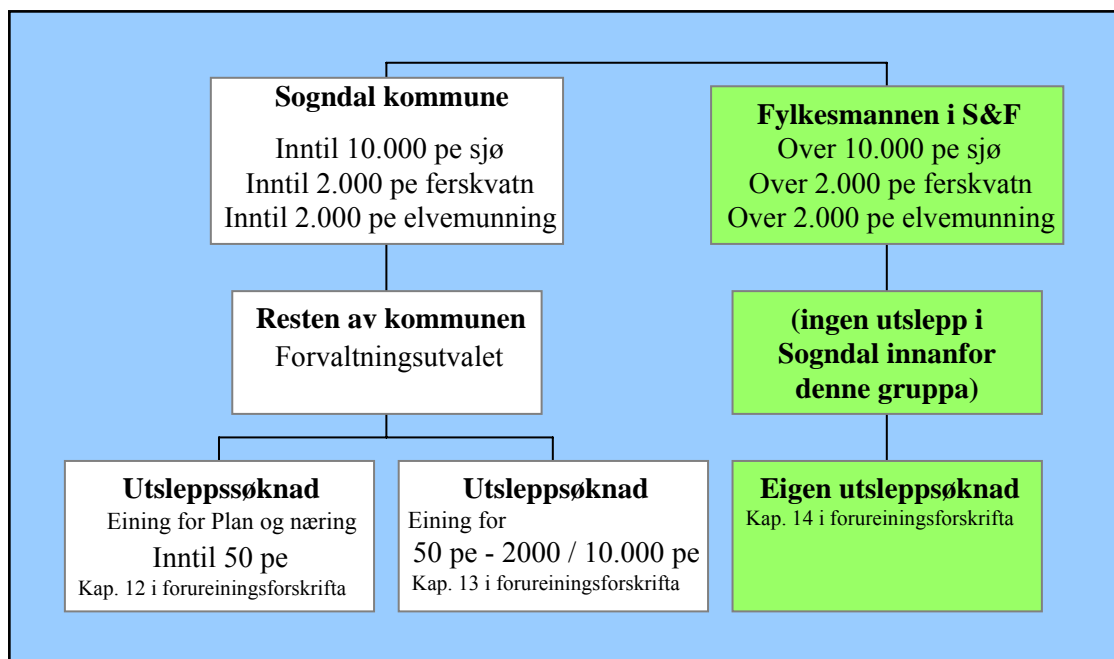 Sogndal kommune
Inntil 10.000 pe sjø
Inntil 2.000 pe ferskvatn
Inntil 2.000 pe elvemunning
Fylkesmannen i S&F
Over 10.000 pe sjø
Over 2.000 pe ferskvatn
Over 2.000 pe elvemunning
Resten av kommunen
Forvaltningsutvalet
(ingen utslepp i
Sogndal innanfor
denne gruppa)
Utsleppssøknad
Eining for Plan og næring
Inntil 50 pe
Kap. 12 i forureiningsforskrifta
Utsleppsøknad
Eining for
50 pe - 2000 / 10.000 pe
Kap. 13 i forureiningsforskrifta
Eigen utsleppsøknad
Kap. 14 i forureiningsforskrifta